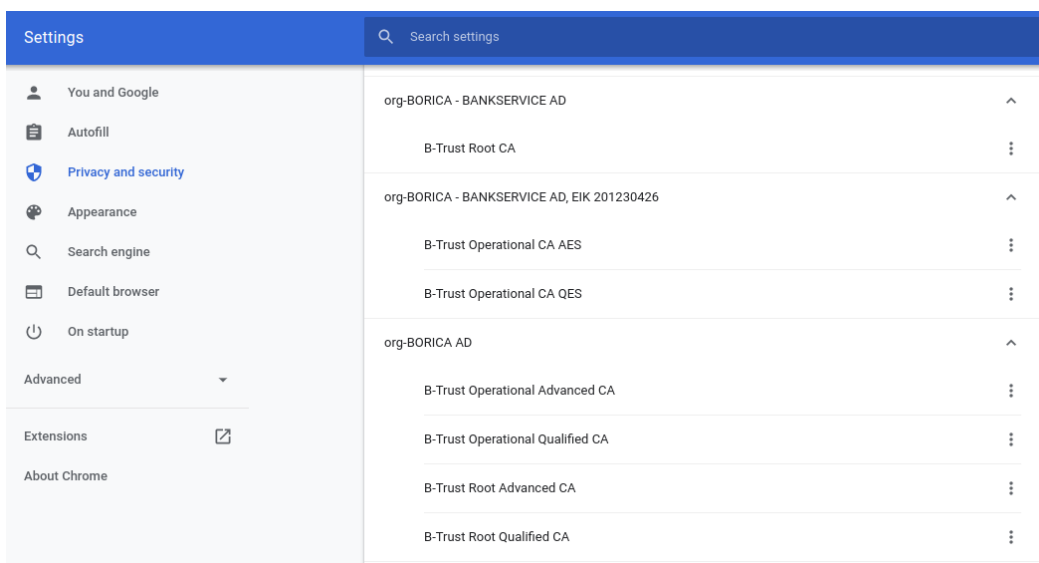 Settings
Search settings
You and Google
Autofill
Privacy and security
Appearance
Search engine
Default browser
On startup
Advanced
Extensions
About Chrome
org-BORICA - BANKSERVICE AD
B-Trust Root CA
org-BORICA - BANKSERVICE AD, EIK 201230426
B-Trust Operational CA AES
B-Trust Operational CA QES
org-BORICA AD
B-Trust Operational Advanced CA
B-Trust Operational Qualified CA
B-Trust Root Advanced CA
B-Trust Root Qualified CA